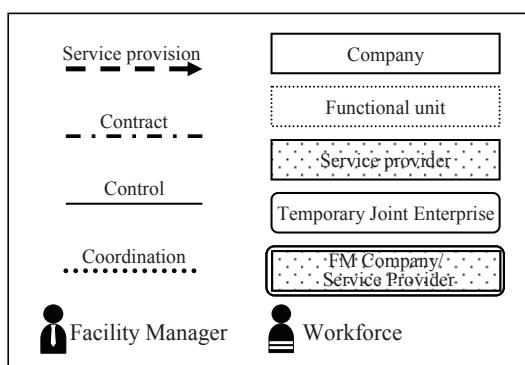 Service provision
Company
Contract
Functional unit
Service provider
Control
Temporary Joint Enterprise
Coordination
FM Company/
Service Provider
Facility Manager
Workforce